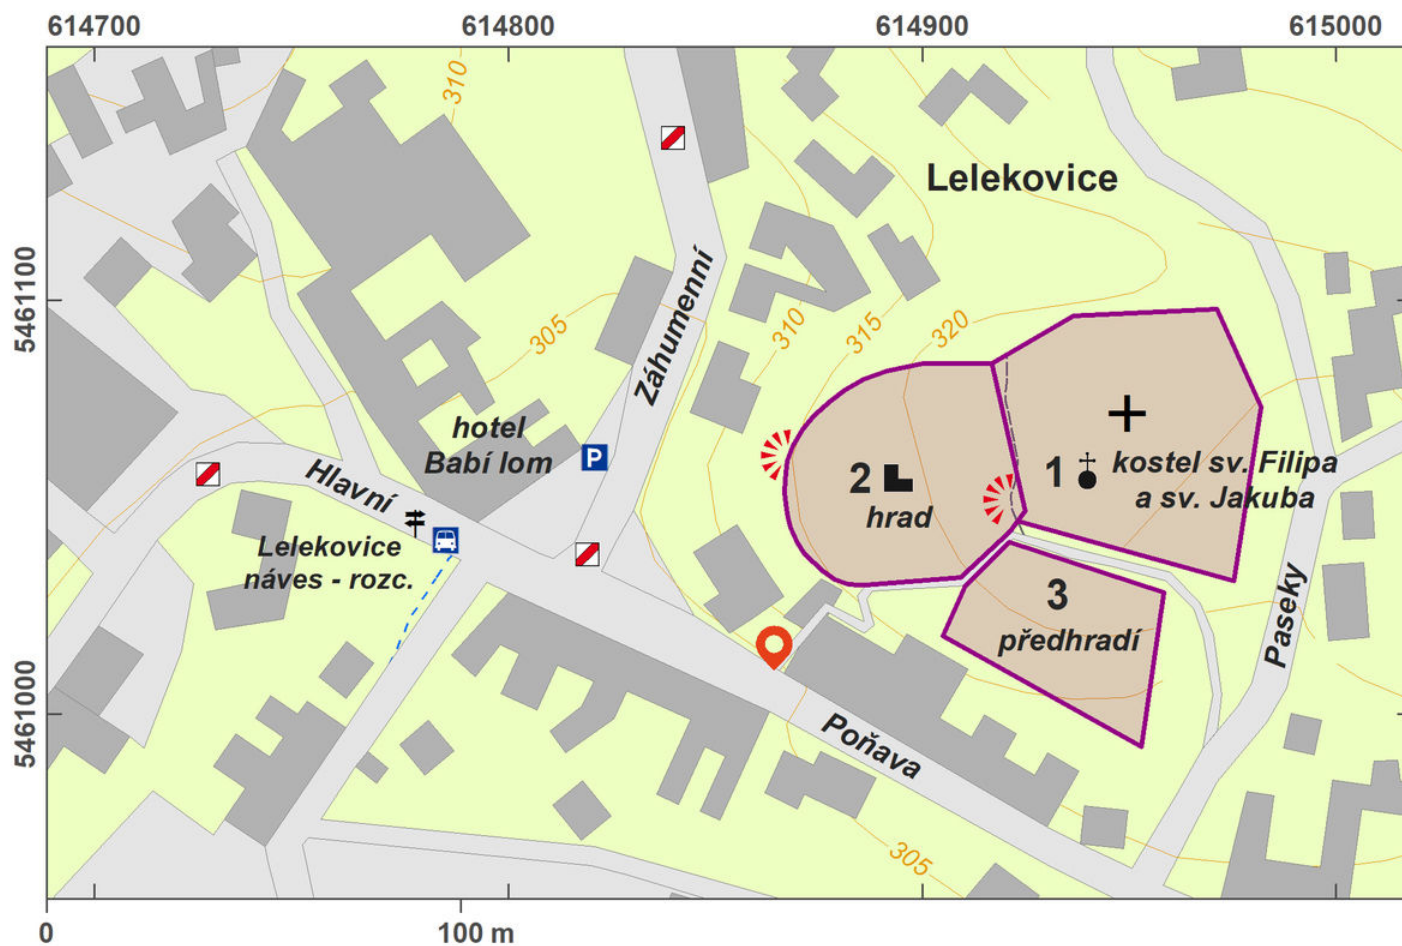 614700
614800
614900
615000
310
Lelekovice
5461100
Záhumenní
305
310
315
320
hotel
Babí lom
P
Hlavní
2
hrad
1
kostel sv. Filipa
a sv. Jakuba
Lelekovice
náves - rozc.
3
předhradí
Paseky
5461000
Poňava
305
0
100 m